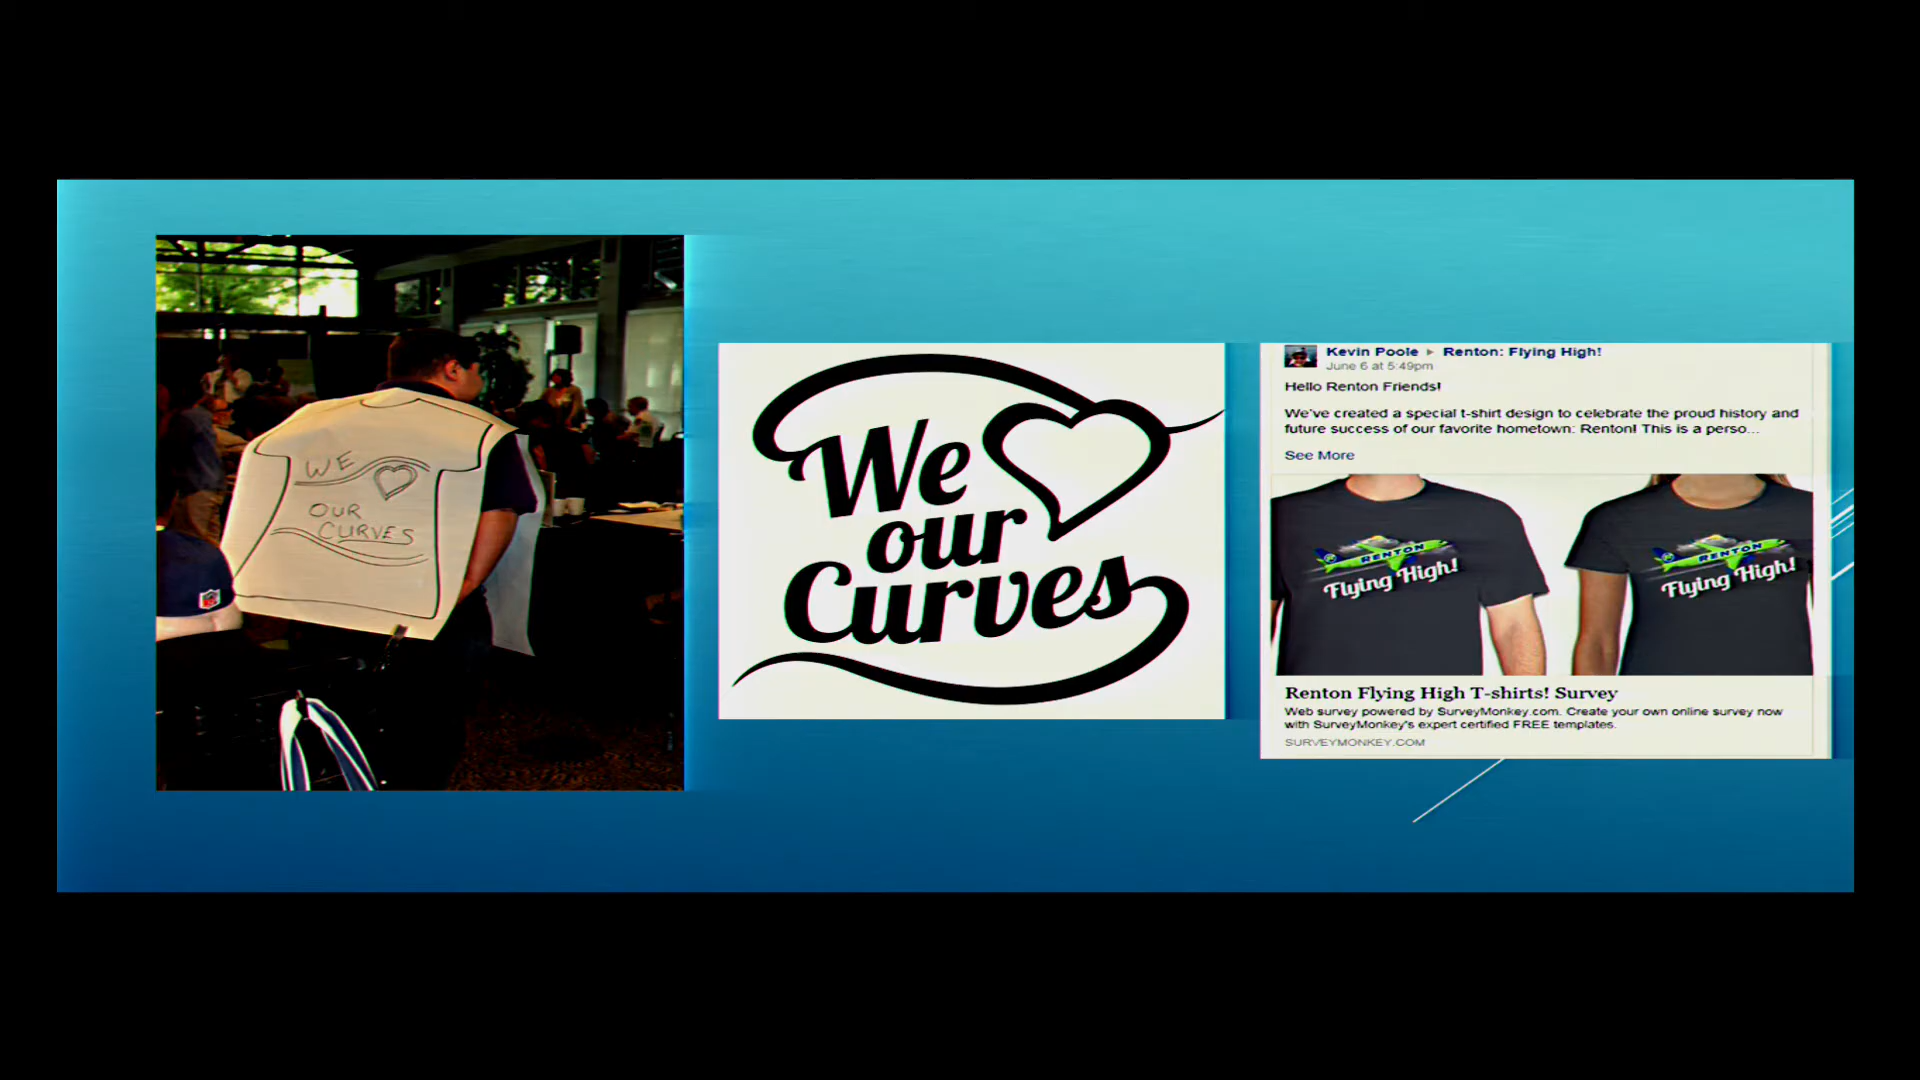 WE
OUR
CURVES
We
our
Curves
Kevin Poole ▸ Renton: Flying High!
June 6 at 5:49pm
Hello Renton Friends!
We've created a special t-shirt design to celebrate the proud history and
future success of our favorite hometown: Renton! This is a perso...
See More
RENTON
Flying High!
RENTON
Flying High!
Renton Flying High T-shirts! Survey
Web survey powered by SurveyMonkey.com. Create your own online survey now
with SurveyMonkey's expert certified FREE templates.
SURVEYMONKEY.COM